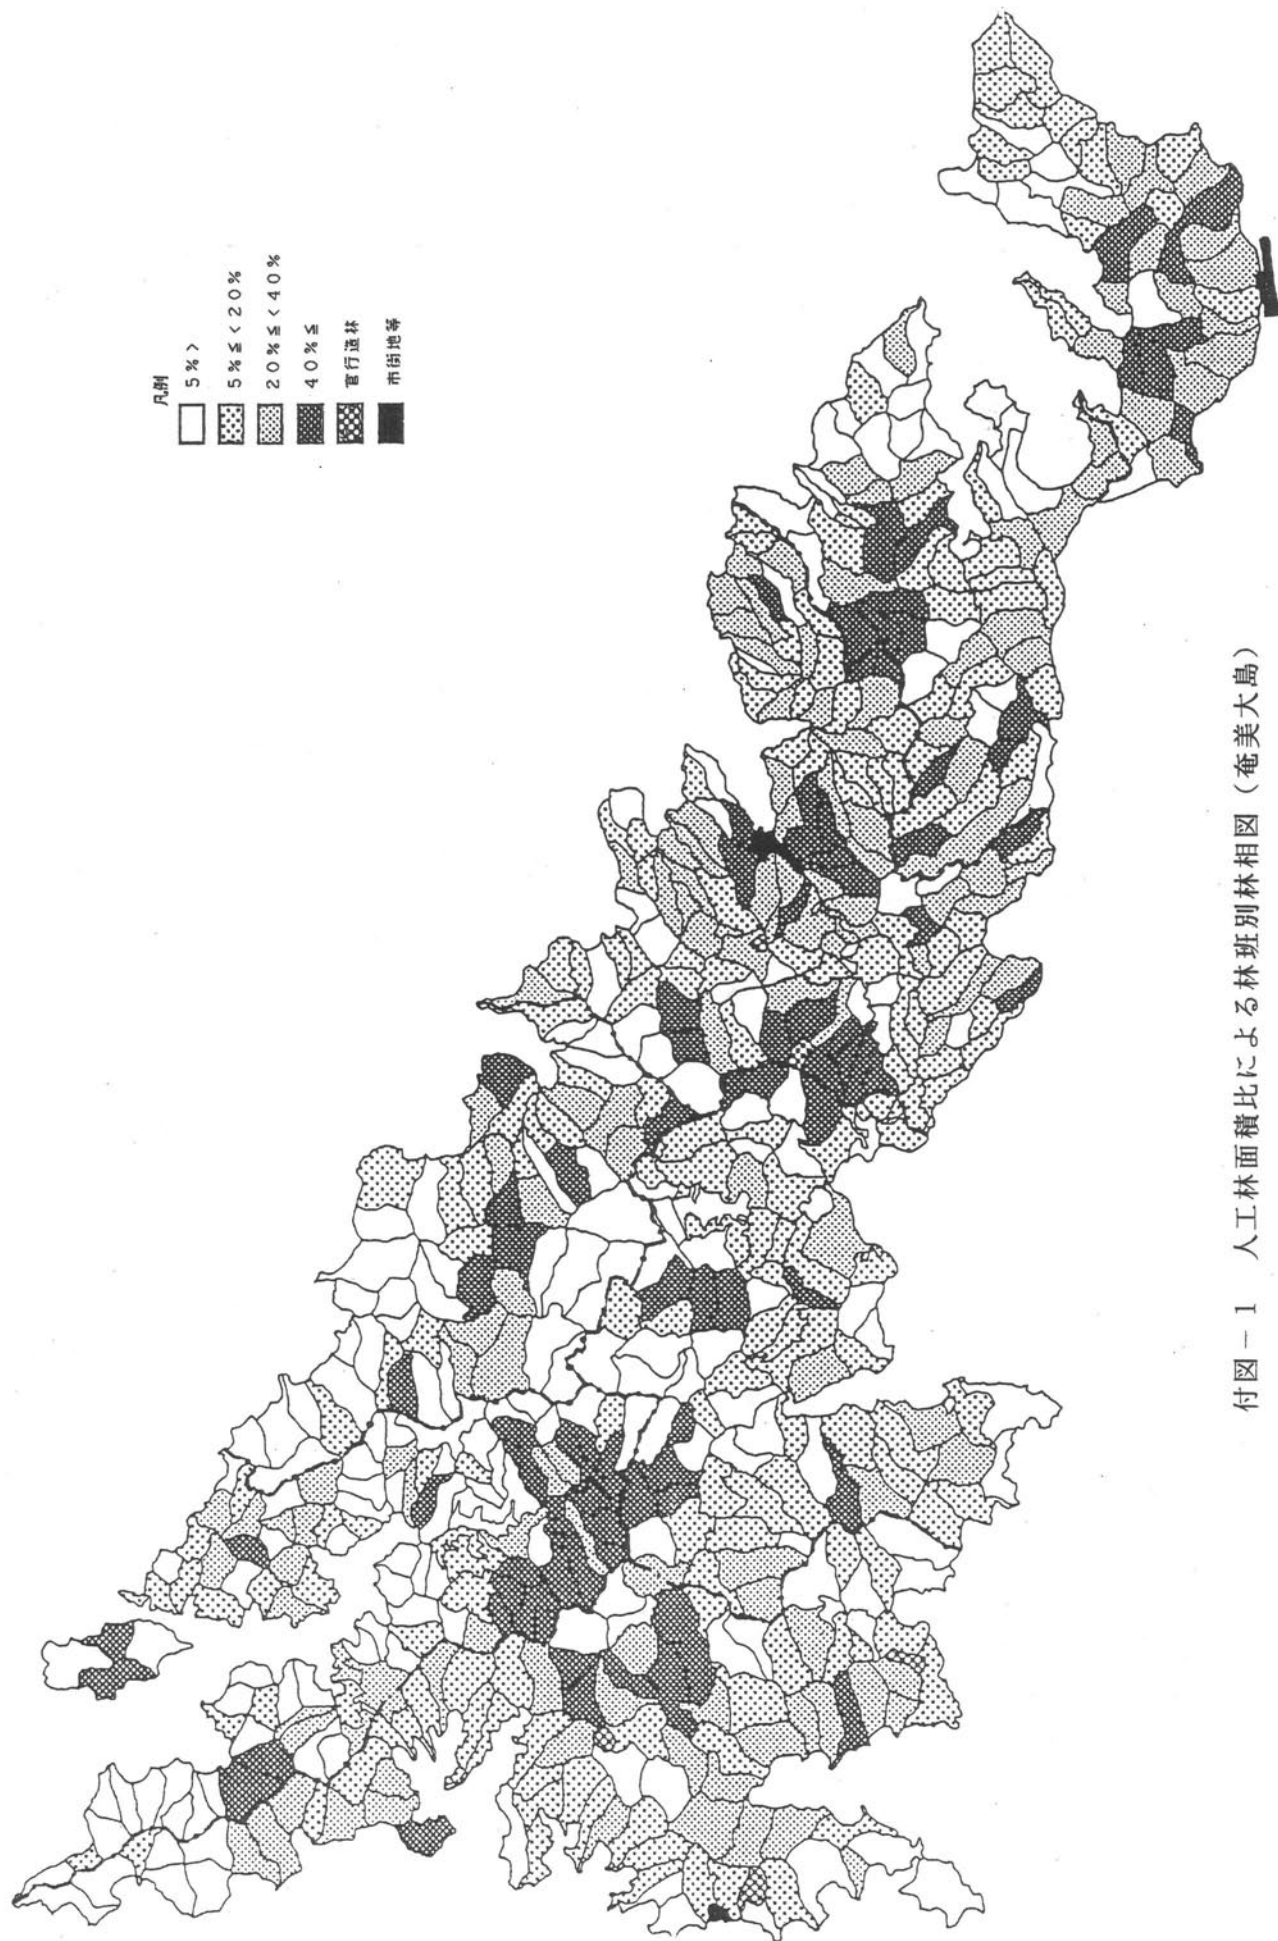 凡例
5%>
5%≦<20%
20%≦<40%
40%≦
官行造林
市街地等
付図-1 人工林面積比による林班別林相図(奄美大島)